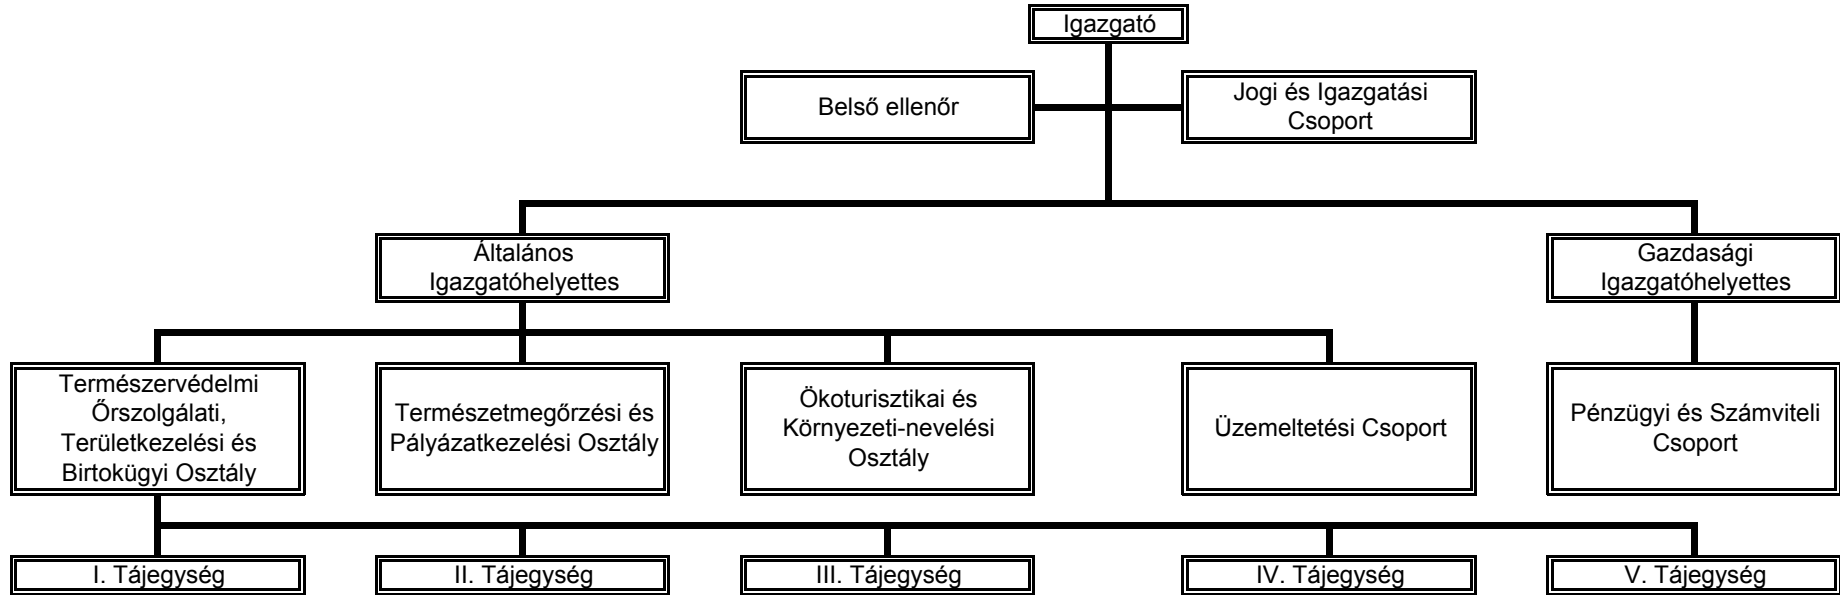 Igazgató
Belső ellenőr
Jogi és Igazgatási
Csoport
Általános
Igazgatóhelyettes
Gazdasági
Igazgatóhelyettes
Természervédelmi
Őrszolgálati,
Területkezelési és
Birtokügyi Osztály
Természetmegőrzési és
Pályázatkezelési Osztály
Ökoturisztikai és
Környezeti-nevelési
Osztály
Üzemeltetési Csoport
Pénzügyi és Számviteli
Csoport
I. Tájegység
II. Tájegység
III. Tájegység
IV. Tájegység
V. Tájegység